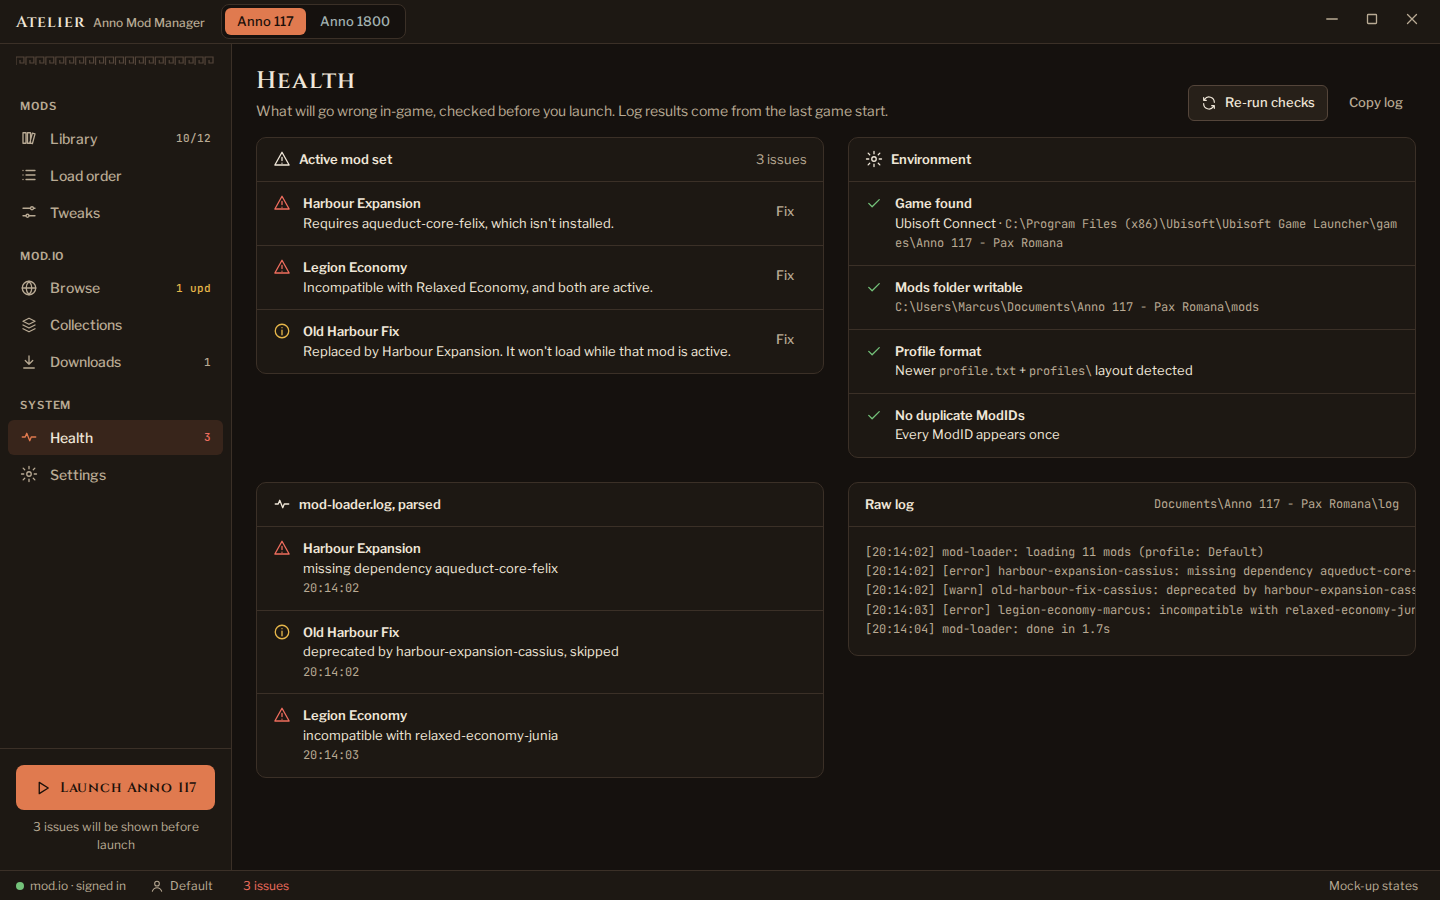 ATELIER Anno Mod Manager
Anno 117
Anno 1800
MODS
Library 10/12
Load order
Tweaks
MOD.IO
Browse 1 upd
Collections
Downloads 1
SYSTEM
Health 3
Settings
LAUNCH ANNO 117
3 issues will be shown before
launch
HEALTH
What will go wrong in-game, checked before you launch. Log results come from the last game start.
Re-run checks
Copy log
Active mod set 3 issues
Harbour Expansion
Requires aqueduct-core-felix, which isn't installed.
Fix
Legion Economy
Incompatible with Relaxed Economy, and both are active.
Fix
Old Harbour Fix
Replaced by Harbour Expansion. It won't load while that mod is active.
Fix
Environment
Game found
Ubisoft Connect · C:\Program Files (x86)\Ubisoft\Ubisoft Game Launcher\gam
es\Anno 117 - Pax Romana
Mods folder writable
C:\Users\Marcus\Documents\Anno 117 - Pax Romana\mods
Profile format
Newer profile.txt + profiles\ layout detected
No duplicate ModIDs
Every ModID appears once
mod-loader.log, parsed
Harbour Expansion
missing dependency aqueduct-core-felix
20:14:02
Old Harbour Fix
deprecated by harbour-expansion-cassius, skipped
20:14:02
Legion Economy
incompatible with relaxed-economy-junia
20:14:03
Raw log Documents\Anno 117 - Pax Romana\log
[20:14:02] mod-loader: loading 11 mods (profile: Default)
[20:14:02] [error] harbour-expansion-cassius: missing dependency aqueduct-core-
[20:14:02] [warn] old-harbour-fix-cassius: deprecated by harbour-expansion-cass
[20:14:03] [error] legion-economy-marcus: incompatible with relaxed-economy-jun
[20:14:04] mod-loader: done in 1.7s
mod.io · signed in
Default
3 issues
Mock-up states